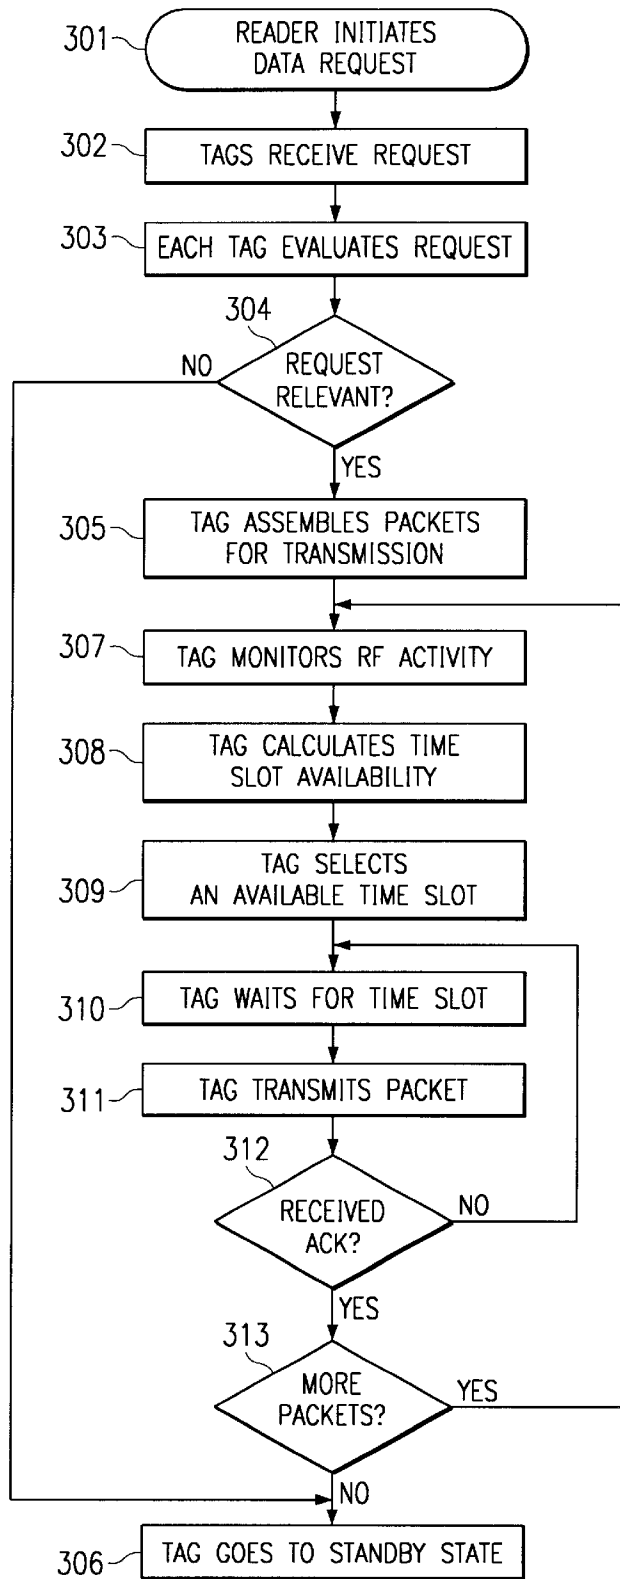 301
READER INITIATES
DATA REQUEST
302
TAGS RECEIVE REQUEST
303
EACH TAG EVALUATES REQUEST
304
NO
REQUEST
RELEVANT?
YES
305
TAG ASSEMBLES PACKETS
FOR TRANSMISSION
307
TAG MONITORS RF ACTIVITY
308
TAG CALCULATES TIME
SLOT AVAILABILITY
309
TAG SELECTS
AN AVAILABLE TIME SLOT
310
TAG WAITS FOR TIME SLOT
311
TAG TRANSMITS PACKET
312
RECEIVED
ACK?
NO
YES
313
MORE
PACKETS?
YES
NO
306
TAG GOES TO STANDBY STATE